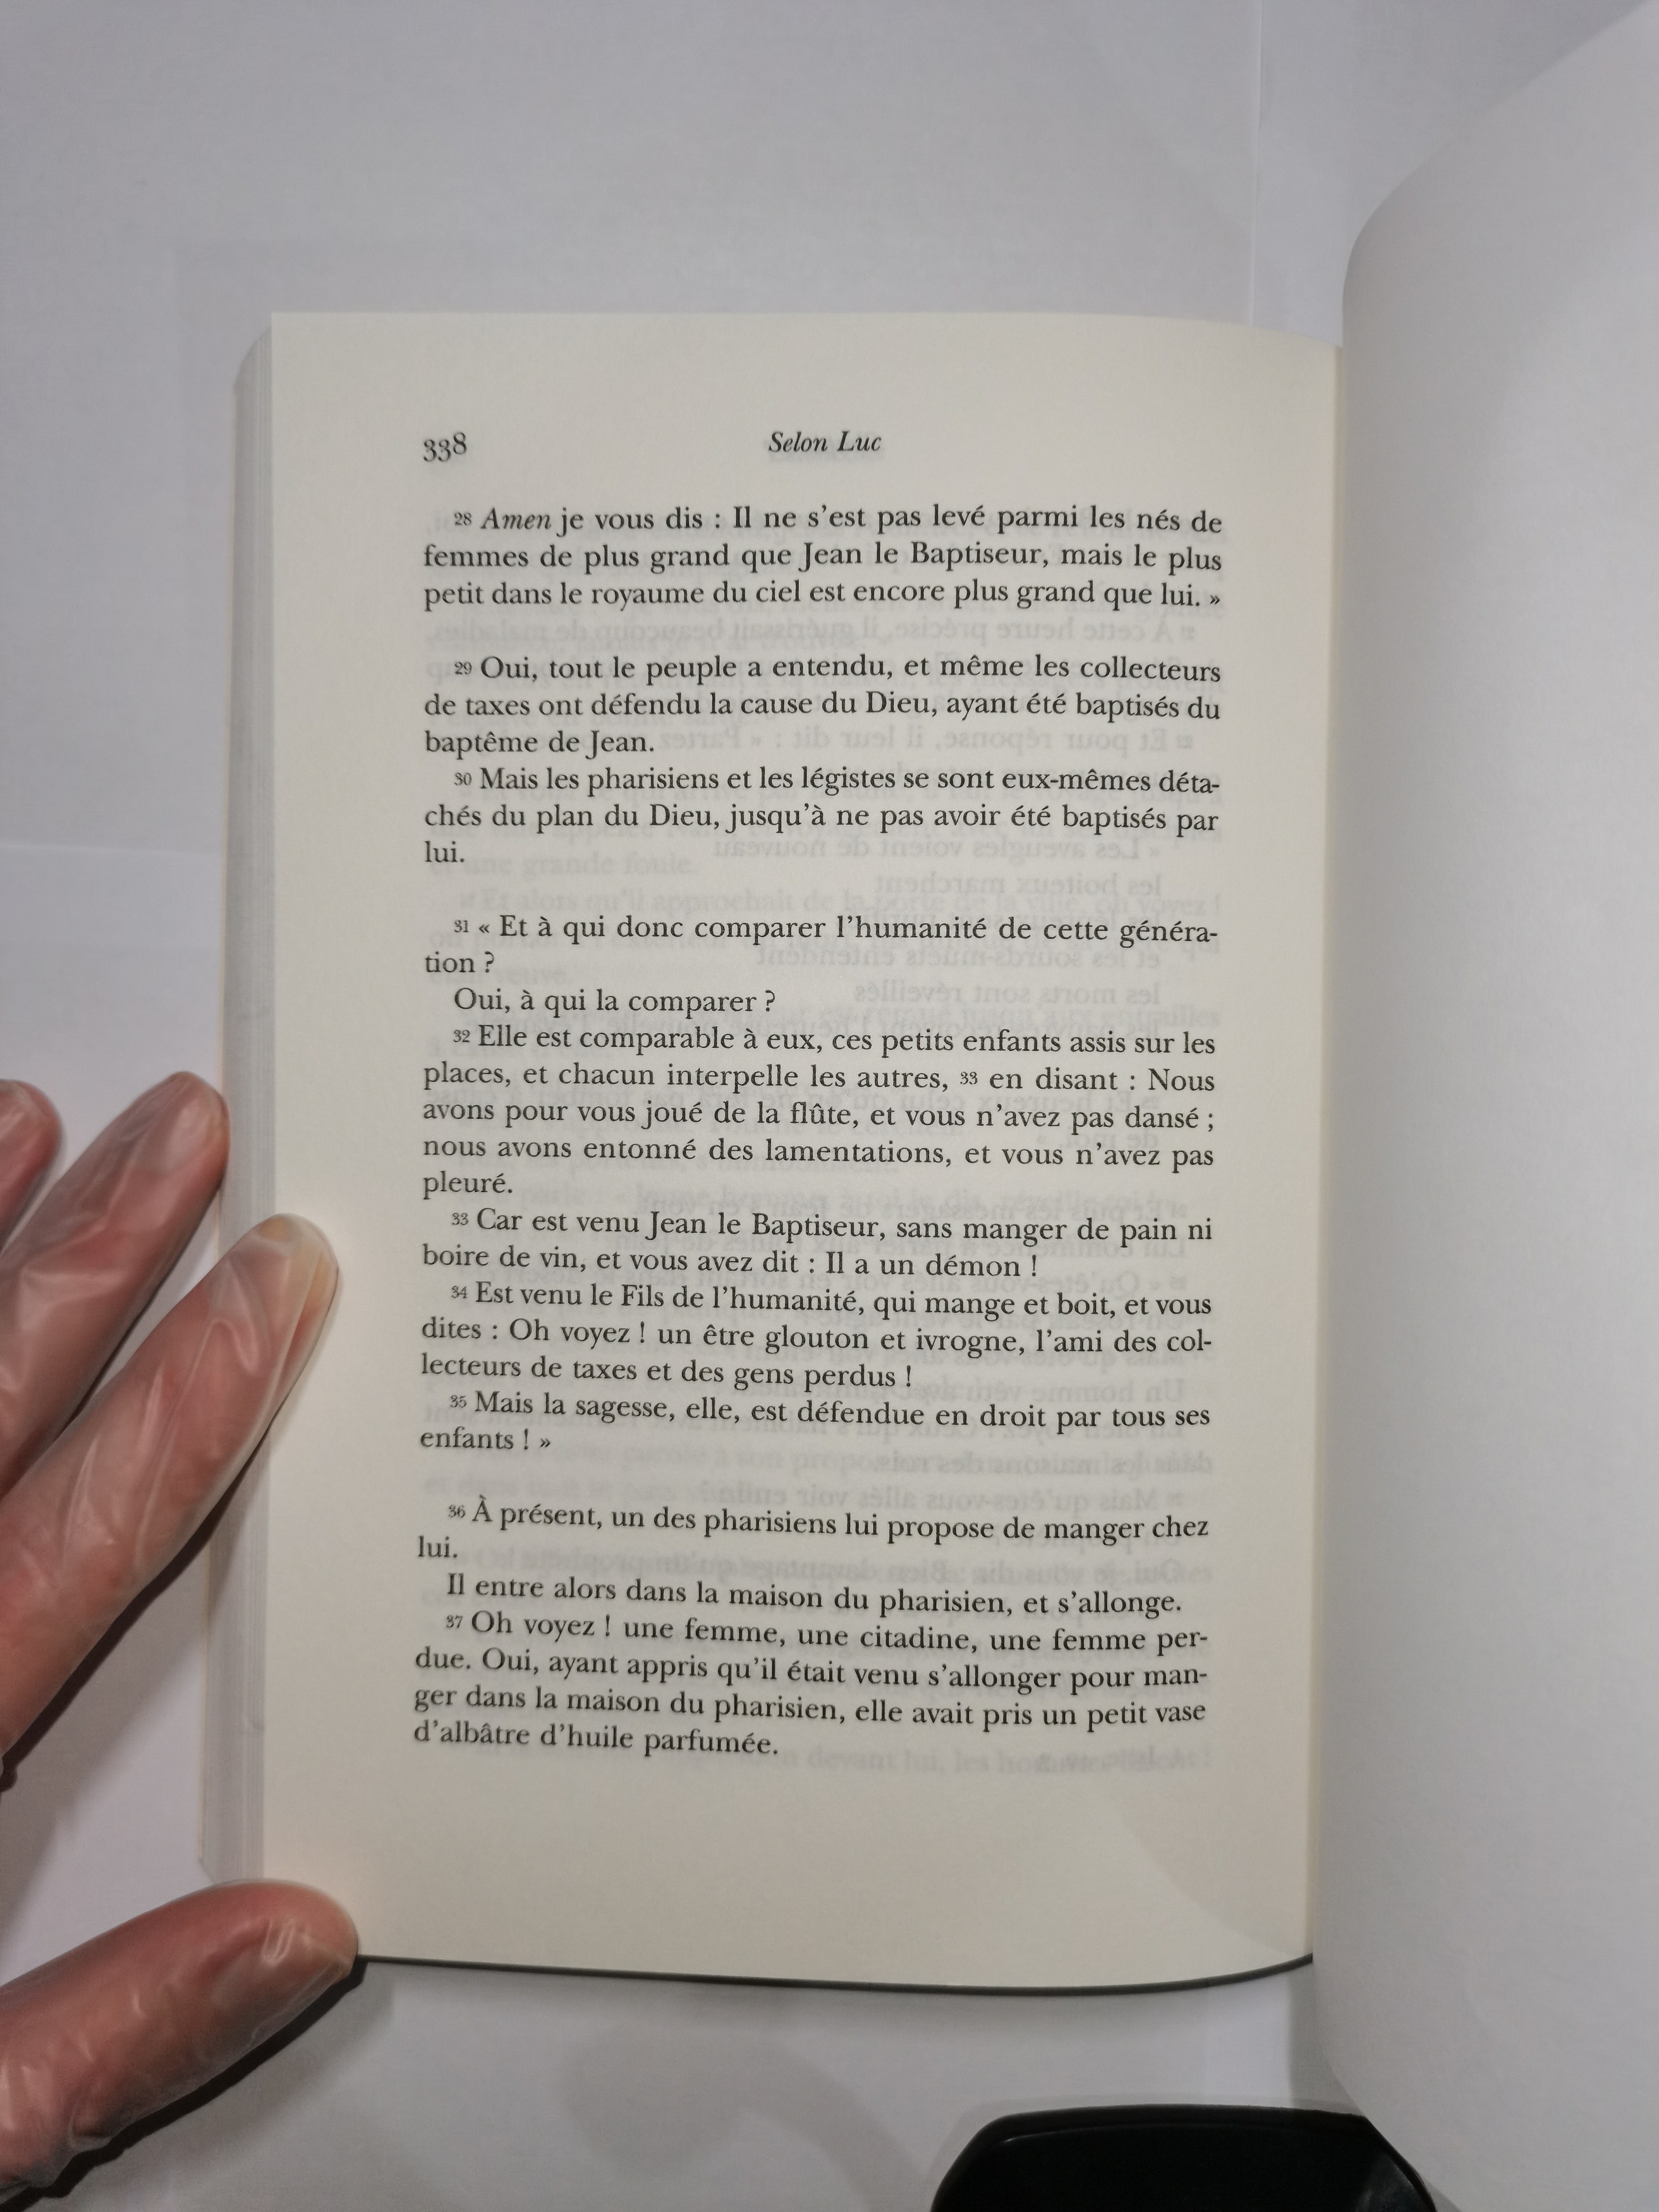 338
Selon Luc
28 Amen je vous dis : Il ne s’est pas levé parmi les nés de
femmes de plus grand que Jean le Baptiseur, mais le plus
petit dans le royaume du ciel est encore plus grand que lui. »
29 Oui, tout le peuple a entendu, et même les collecteurs
de taxes ont défendu la cause du Dieu, ayant été baptisés du
baptême de Jean.
30 Mais les pharisiens et les légistes se sont eux-mêmes déta-
chés du plan du Dieu, jusqu’à ne pas avoir été baptisés par
lui.
31 « Et à qui donc comparer l’humanité de cette généra-
tion ?
Oui, à qui la comparer ?
32 Elle est comparable à eux, ces petits enfants assis sur les
places, et chacun interpelle les autres, 33 en disant : Nous
avons pour vous joué de la flûte, et vous n’avez pas dansé ;
nous avons entonné des lamentations, et vous n’avez pas
pleuré.
33 Car est venu Jean le Baptiseur, sans manger de pain ni
boire de vin, et vous avez dit : Il a un démon !
34 Est venu le Fils de l’humanité, qui mange et boit, et vous
dites : Oh voyez ! un être glouton et ivrogne, l’ami des col-
lecteurs de taxes et des gens perdus !
35 Mais la sagesse, elle, est défendue en droit par tous ses
enfants ! »
36 À présent, un des pharisiens lui propose de manger chez
lui.
Il entre alors dans la maison du pharisien, et s’allonge.
37 Oh voyez ! une femme, une citadine, une femme per-
due. Oui, ayant appris qu’il était venu s’allonger pour man-
ger dans la maison du pharisien, elle avait pris un petit vase
d’albâtre d’huile parfumée.